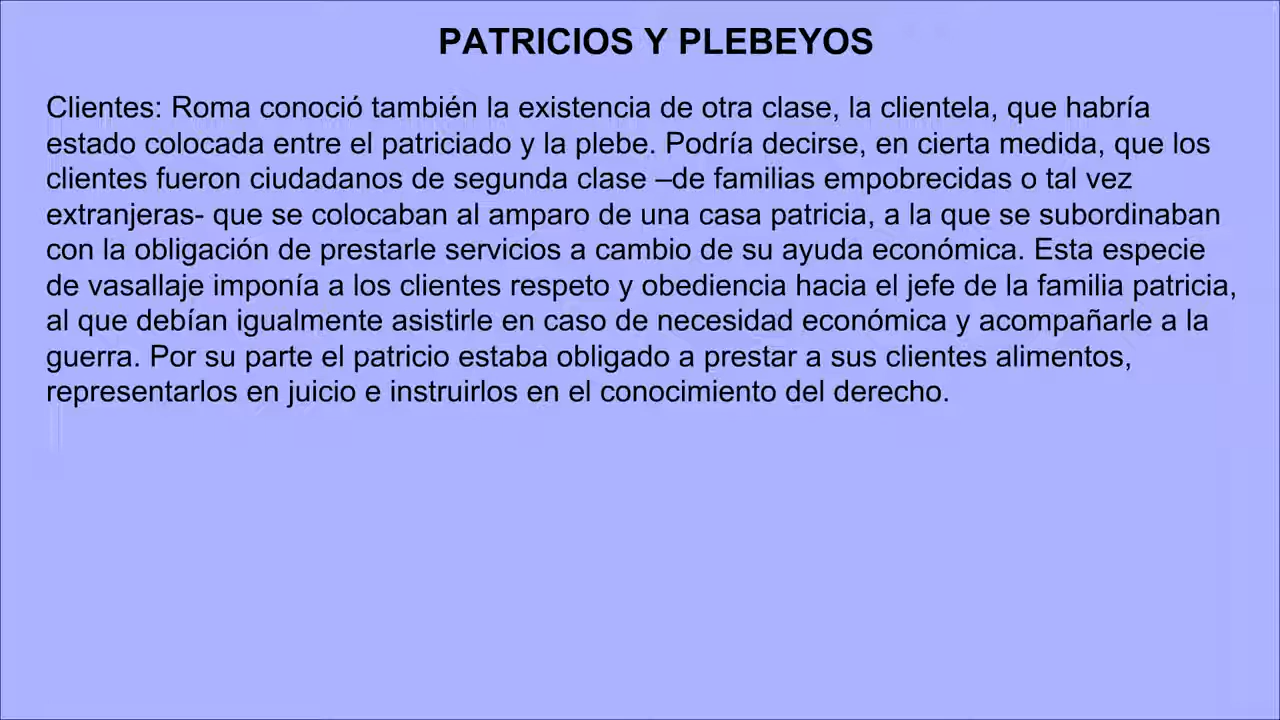 PATRICIOS Y PLEBEYOS
Clientes: Roma conoció también la existencia de otra clase, la clientela, que habría
estado colocada entre el patriciado y la plebe. Podría decirse, en cierta medida, que los
clientes fueron ciudadanos de segunda clase –de familias empobrecidas o tal vez
extranjeras- que se colocaban al amparo de una casa patricia, a la que se subordinaban
con la obligación de prestarle servicios a cambio de su ayuda económica. Esta especie
de vasallaje imponía a los clientes respeto y obediencia hacia el jefe de la familia patricia,
al que debían igualmente asistirle en caso de necesidad económica y acompañarle a la
guerra. Por su parte el patricio estaba obligado a prestar a sus clientes alimentos,
representarlos en juicio e instruirlos en el conocimiento del derecho.